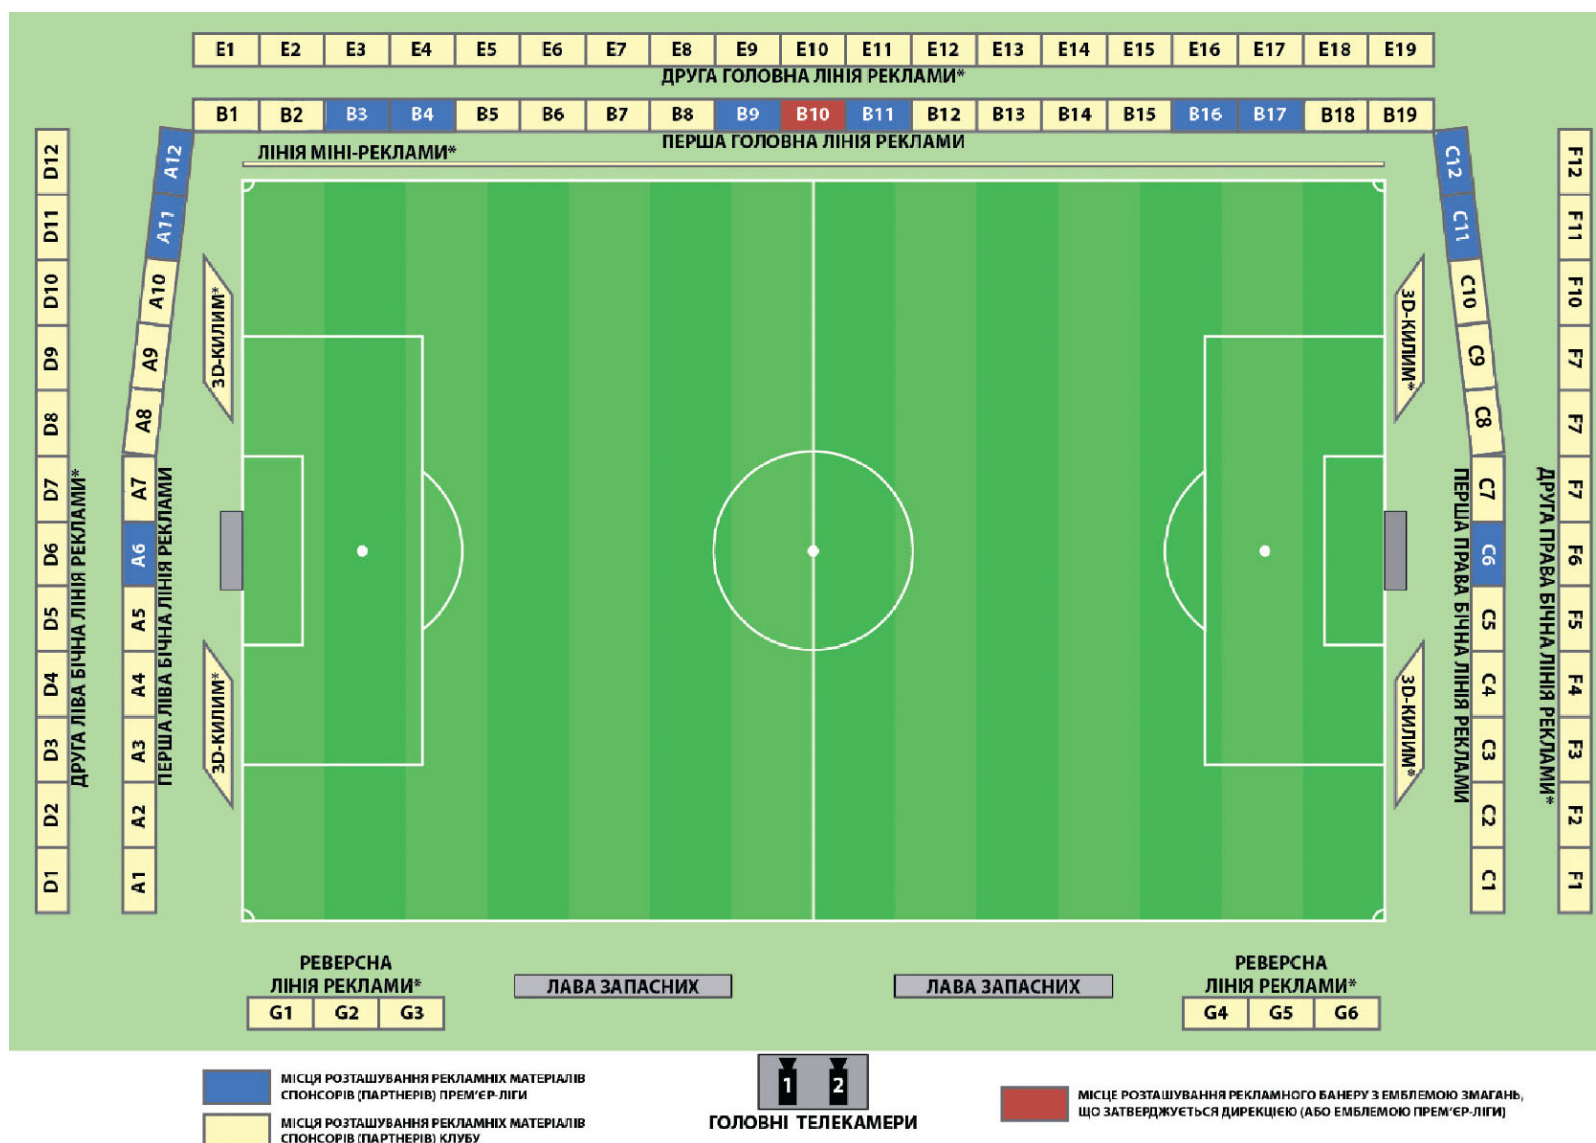 E1 E2 E3 E4 E5 E6 E7 E8 E9 E10 E11 E12 E13 E14 E15 E16 E17 E18 E19
ДРУГА ГОЛОВНА ЛІНІЯ РЕКЛАМИ*
B1 B2 B3 B4 B5 B6 B7 B8 B9 B10 B11 B12 B13 B14 B15 B16 B17 B18 B19
ПЕРША ГОЛОВНА ЛІНІЯ РЕКЛАМИ
ЛІНІЯ МІНІ-РЕКЛАМИ*
D12
D11
D10
D9
D8
D7
D6
D5
D4
D3
D2
D1
ДРУГА ЛІВА БІЧНА ЛІНІЯ РЕКЛАМИ*
A12
A11
A10
A9
A8
A7
A6
A5
A4
A3
A2
A1
ПЕРША ЛІВА БІЧНА ЛІНІЯ РЕКЛАМИ
3D-КИЛИМ*
3D-КИЛИМ*
3D-КИЛИМ*
3D-КИЛИМ*
C12
C11
C10
C9
C8
C7
C6
C5
C4
C3
C2
C1
ПЕРША ПРАВА БІЧНА ЛІНІЯ РЕКЛАМИ
F12
F11
F10
F7
F7
F7
F6
F5
F4
F3
F2
F1
ДРУГА ПРАВА БІЧНА ЛІНІЯ РЕКЛАМИ*
РЕВЕРСНА
ЛІНІЯ РЕКЛАМИ*
G1 G2 G3
ЛАВА ЗАПАСНИХ
ЛАВА ЗАПАСНИХ
РЕВЕРСНА
ЛІНІЯ РЕКЛАМИ*
G4 G5 G6
МІСЦЯ РОЗТАШУВАННЯ РЕКЛАМНІХ МАТЕРІАЛІВ
СПОНСОРІВ (ПАРТНЕРІВ) ПРЕМ’ЄР-ЛІГИ
МІСЦЯ РОЗТАШУВАННЯ РЕКЛАМНІХ МАТЕРІАЛІВ
СПОНСОРІВ (ПАРТНЕРІВ) КЛУБУ
1 2
ГОЛОВНІ ТЕЛЕКАМЕРИ
МІСЦЕ РОЗТАШУВАННЯ РЕКЛАМНОГО БАНЕРУ З ЕМБЛЕМОЮ ЗМАГАНЬ,
ЩО ЗАТВЕРДЖУЄТЬСЯ ДИРЕКЦІЄЮ (АБО ЕМБЛЕМОЮ ПРЕМ’ЄР-ЛІГИ)